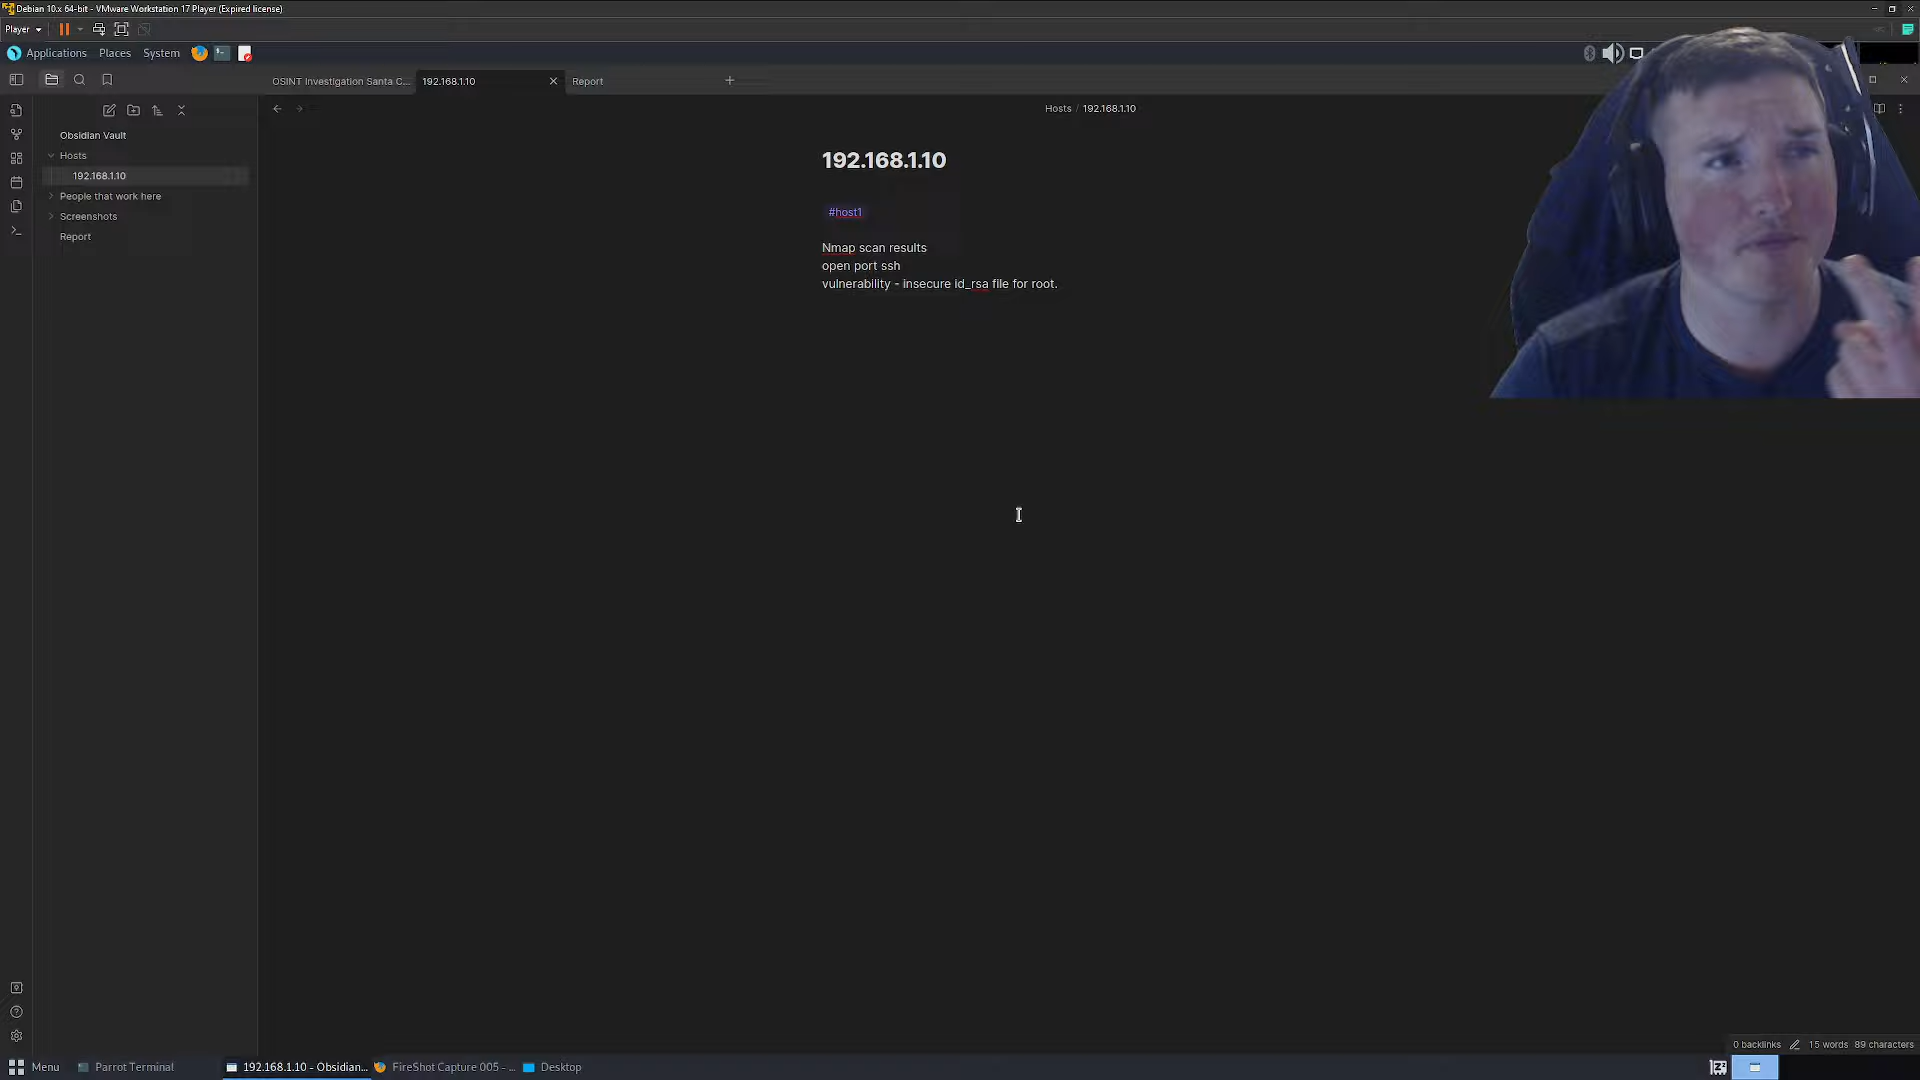 Debian 10.x 64-bit - VMware Workstation 17 Player (Expired license)
Player
Applications Places System
OSINT Investigation Santa C... 192.168.1.10 Report
Hosts / 192.168.1.10
Obsidian Vault
Hosts
192.168.1.10
People that work here
Screenshots
Report
192.168.1.10
#host1
Nmap scan results
open port ssh
vulnerability - insecure id_rsa file for root.
0 backlinks 15 words 89 characters
Menu Parrot Terminal 192.168.1.10 - Obsidian... FireShot Capture 005 - ... Desktop